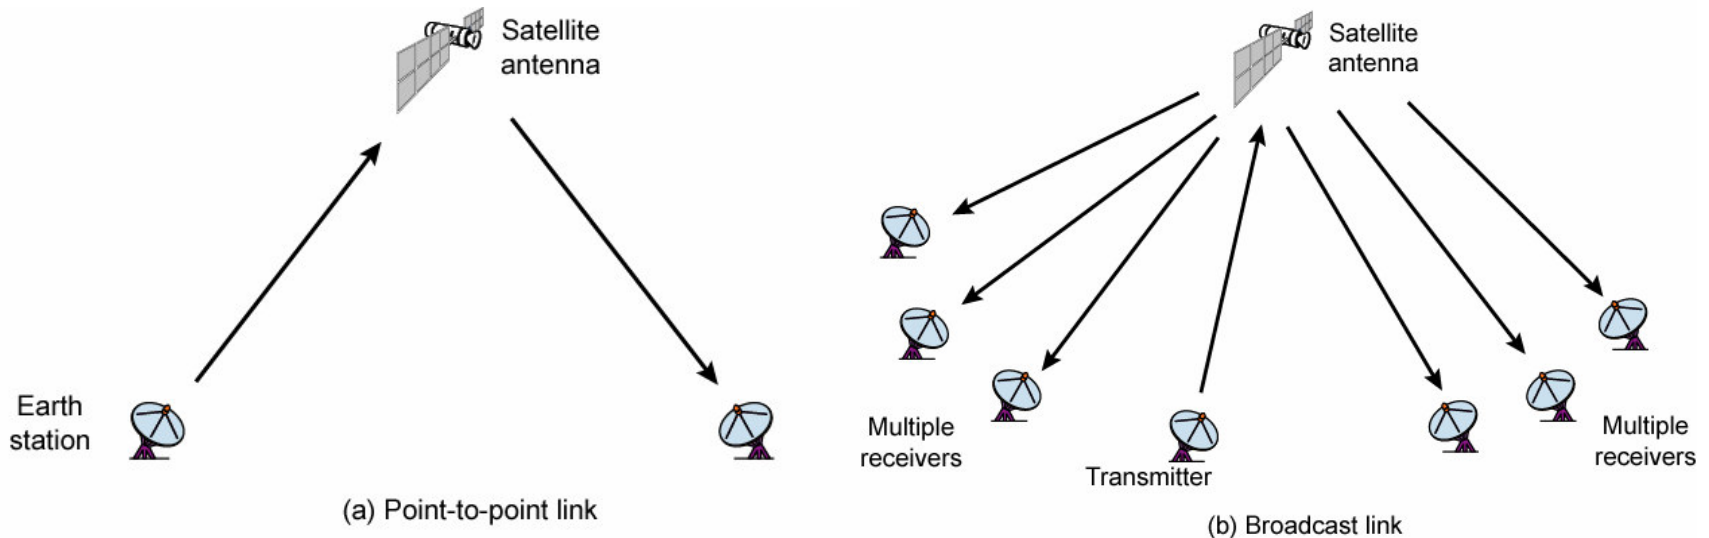 Satellite
antenna
Earth
station
(a) Point-to-point link
Satellite
antenna
Multiple
receivers
Transmitter
Multiple
receivers
(b) Broadcast link